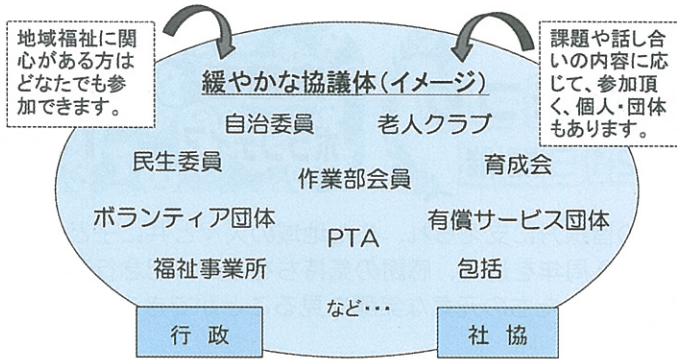 地域福祉に関
心がある方は
どなたでも参
加できます。
課題や話し合
いの内容に応
じて、参加頂
く、個人・団体
もあります。
緩やかな協議体(イメージ)
自治委員 老人クラブ
民生委員 作業部会員 育成会
ボランティア団体 PTA 有償サービス団体
福祉事業所 包括
など・・・
行政 社協